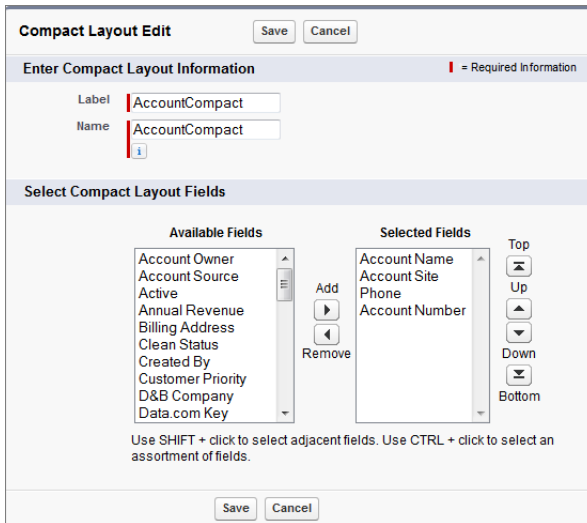 Compact Layout Edit Save Cancel
Enter Compact Layout Information = Required Information
Label AccountCompact
Name AccountCompact
i
Select Compact Layout Fields
Available Fields
Account Owner
Account Source
Active
Annual Revenue
Billing Address
Clean Status
Created By
Customer Priority
D&B Company
Data.com Key
Add
Remove
Selected Fields
Account Name
Account Site
Phone
Account Number
Top
Up
Down
Bottom
Use SHIFT + click to select adjacent fields. Use CTRL + click to select an
assortment of fields.
Save Cancel